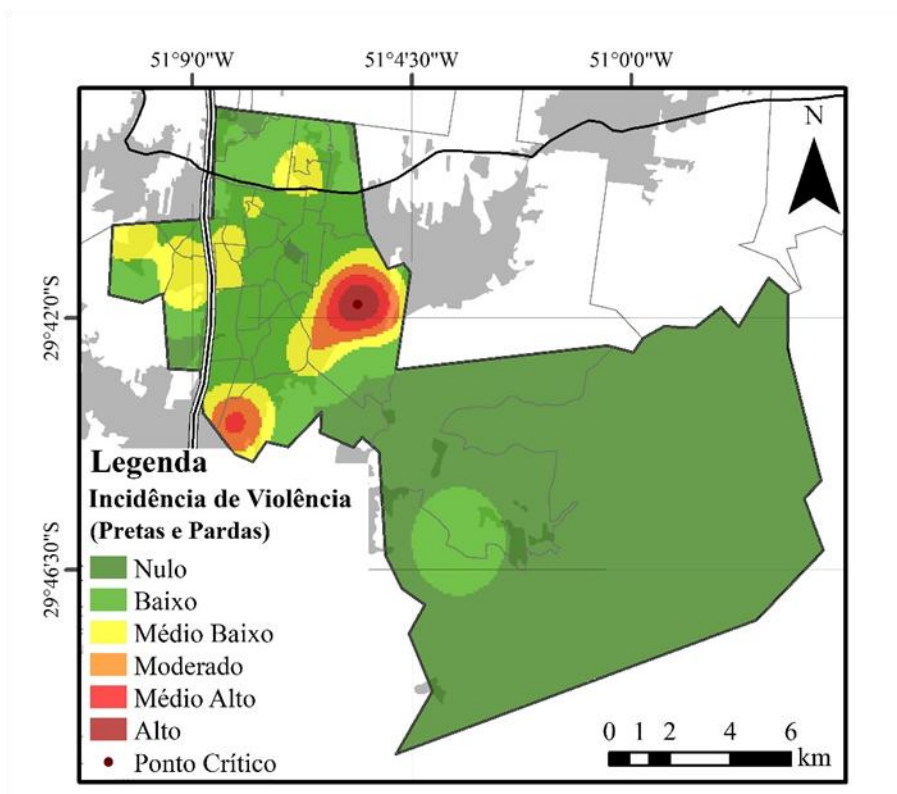 51°9'0"W 51°4'30"W 51°0'0"W
N
29°42'0"S
29°46'30"S
Legenda
Incidência de Violência
(Pretas e Pardas)
Nulo
Baixo
Médio Baixo
Moderado
Médio Alto
Alto
Ponto Crítico
0 1 2 4 6
km